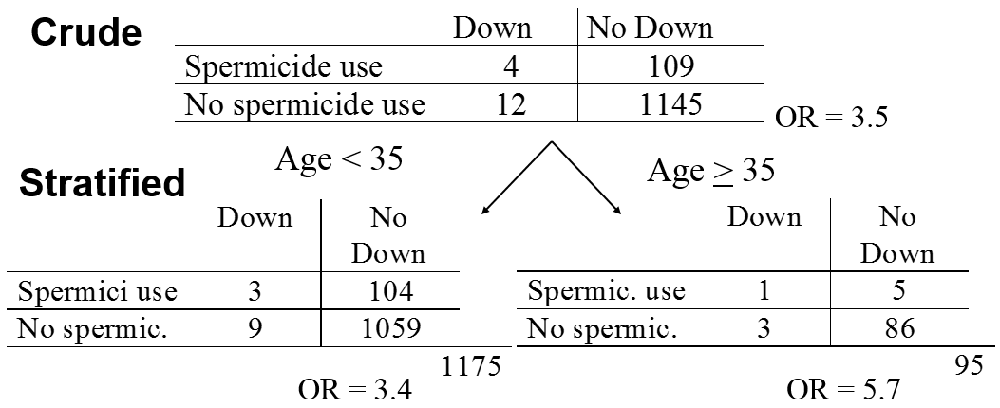 Crude
Down No Down
Spermicide use 4 109
No spermicide use 12 1145
OR = 3.5
Age < 35
Age ≥ 35
Stratified
Down No
Down
Spermici use 3 104
No spermic. 9 1059
1175
OR = 3.4
Down No
Down
Spermic. use 1 5
No spermic. 3 86
95
OR = 5.7